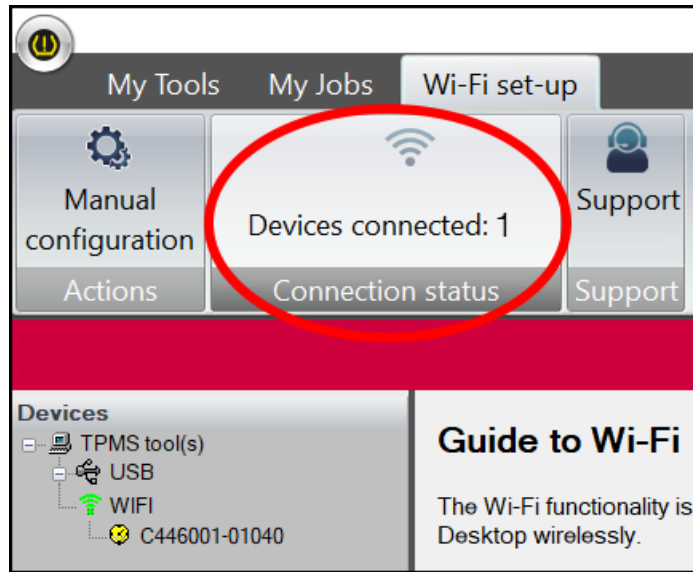 My Tools My Jobs Wi-Fi set-up
Manual
configuration
Actions
Devices connected: 1
Connection status
Support
Support
Devices
TPMS tool(s)
USB
WIFI
C446001-01040
Guide to Wi-Fi
The Wi-Fi functionality is
Desktop wirelessly.